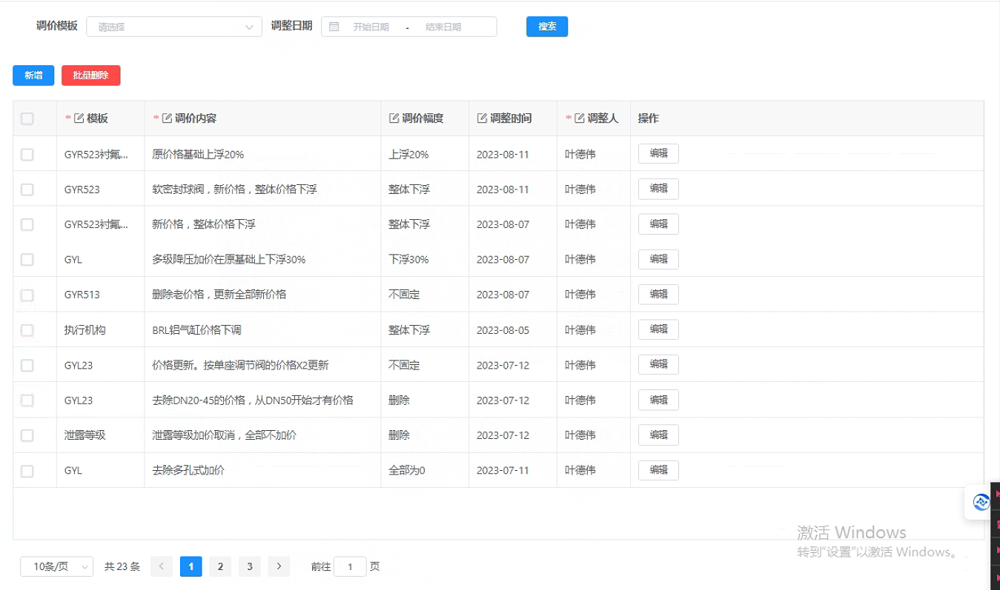 调价模板 请选择 调整日期 开始日期 - 结束日期 搜索
新增 批量删除
* 模板 * 调价内容 调价幅度 调整时间 * 调整人 操作
GYR523衬氟... 原价格基础上浮20% 上浮20% 2023-08-11 叶德伟 编辑
GYR523 软密封球阀，新价格，整体价格下浮 整体下浮 2023-08-11 叶德伟 编辑
GYR523衬氟... 新价格，整体价格下浮 整体下浮 2023-08-07 叶德伟 编辑
GYL 多级降压加价在原基础上下浮30% 下浮30% 2023-08-07 叶德伟 编辑
GYR513 删除老价格，更新全部新价格 不固定 2023-08-07 叶德伟 编辑
执行机构 BRL铝气缸价格下调 整体下浮 2023-08-05 叶德伟 编辑
GYL23 价格更新。按单座调节阀的价格X2更新 不固定 2023-07-12 叶德伟 编辑
GYL23 去除DN20-45的价格，从DN50开始才有价格 删除 2023-07-12 叶德伟 编辑
泄露等级 泄露等级加价取消，全部不加价 删除 2023-07-12 叶德伟 编辑
GYL 去除多孔式加价 全部为0 2023-07-11 叶德伟 编辑
激活 Windows
转到“设置”以激活 Windows。
10条/页 共 23 条 < 1 2 3 > 前往 1 页